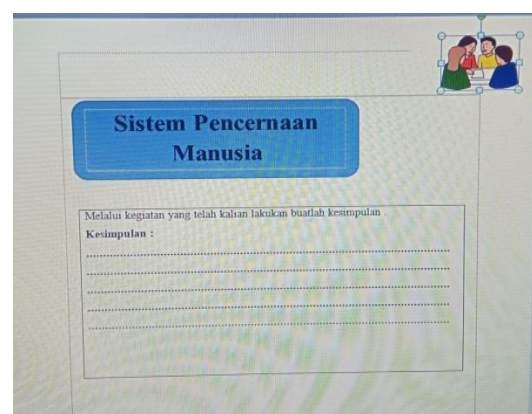 Sistem Pencernaan
Manusia
Melalui kegiatan yang telah kalian lakukan buatlah kesimpulan .
Kesimpulan :